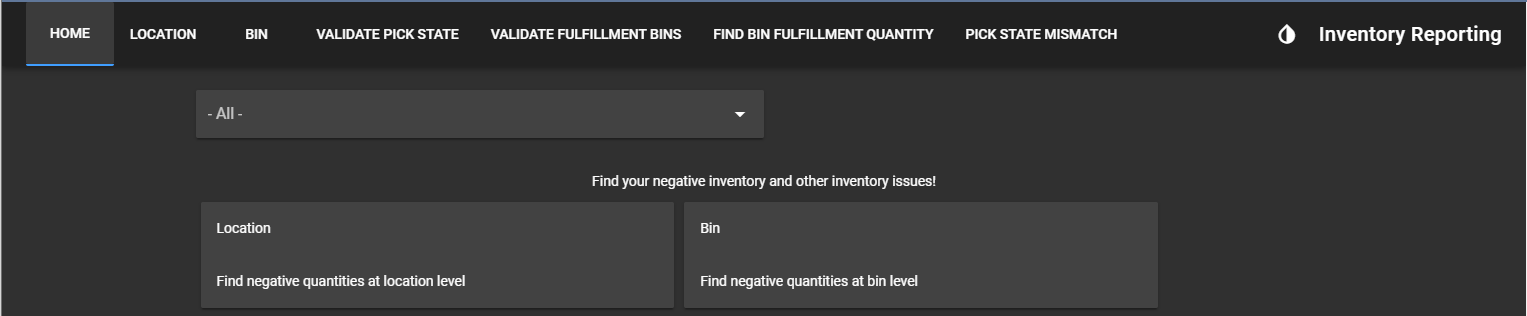 HOME LOCATION BIN VALIDATE PICK STATE VALIDATE FULFILLMENT BINS FIND BIN FULFILLMENT QUANTITY PICK STATE MISMATCH Inventory Reporting
- All -
Find your negative inventory and other inventory issues!
Location
Find negative quantities at location level
Bin
Find negative quantities at bin level